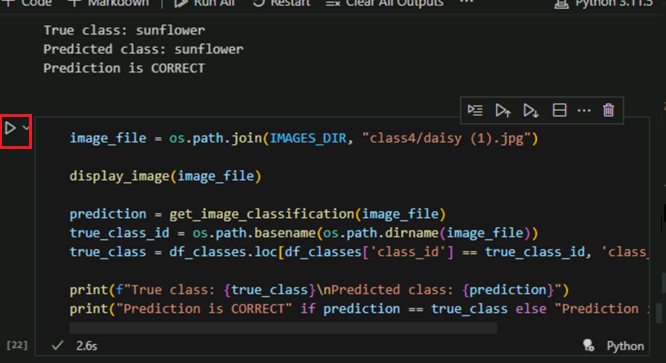 Code + Markdown Run All Restart Clear All Outputs ... Python 3.11.5
True class: sunflower
Predicted class: sunflower
Prediction is CORRECT
image_file = os.path.join(IMAGES_DIR, "class4/daisy (1).jpg")
display_image(image_file)
prediction = get_image_classification(image_file)
true_class_id = os.path.basename(os.path.dirname(image_file))
true_class = df_classes.loc[df_classes['class_id'] == true_class_id, 'class_
print(f"True class: {true_class}\nPredicted class: {prediction}")
print("Prediction is CORRECT" if prediction == true_class else "Prediction
[22] 2.6s Python